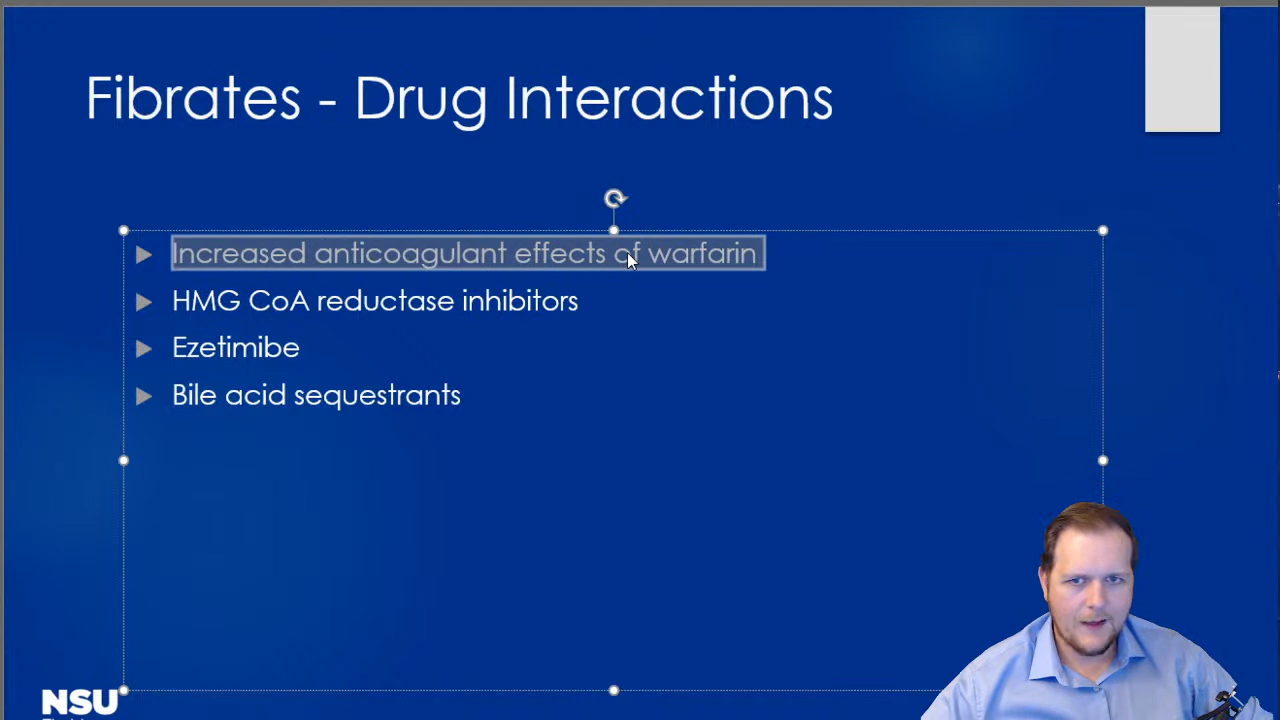 Fibrates - Drug Interactions
Increased anticoagulant effects of warfarin
HMG CoA reductase inhibitors
Ezetimibe
Bile acid sequestrants
NSU